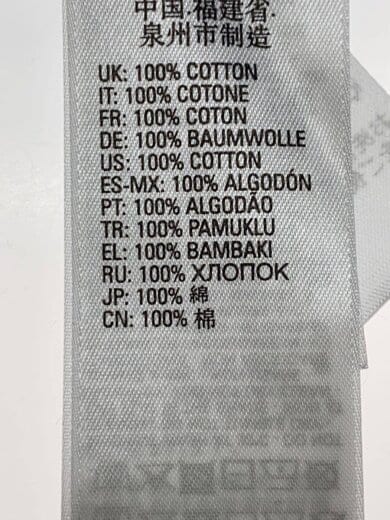 中国.福建省.
泉州市制造
UK: 100% COTTON
IT: 100% COTONE
FR: 100% COTON
DE: 100% BAUMWOLLE
US: 100% COTTON
ES-MX: 100% ALGODÓN
PT: 100% ALGODÃO
TR: 100% PAMUKLU
EL: 100% BAMBAKI
RU: 100% ХЛОПОК
JP: 100% 綿
CN: 100% 棉